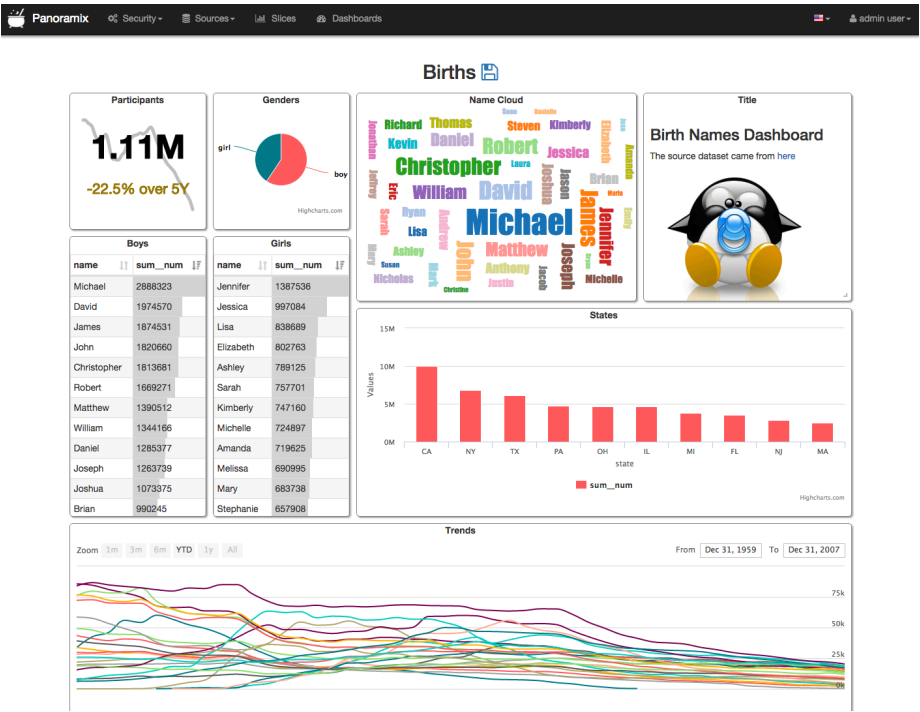 Panoramix Security Sources Slices Dashboards admin user
Births
Participants
1.11M
-22.5% over 5Y
Genders
girl
boy
Highcharts.com
Name Cloud
Sean Danielle
Richard Thomas Steven Kimberly
Jonathan Kevin Daniel Robert Jessica Elizabeth Jose Amanda
Christopher Laura Joshua Jason Brian
Jeffrey Eric William David Maria
Sarah Ryan Lisa Andrew Michael James Jennifer Emily
Mary Ashley John Matthew Joseph Bryan
Susan Nicholas Mark Anthony Jacob Michelle
Christine Justin
Title
Birth Names Dashboard
The source dataset came from here
Boys
name sum__num
Michael 2888323
David 1974570
James 1874531
John 1820660
Christopher 1813681
Robert 1669271
Matthew 1390512
William 1344166
Daniel 1285377
Joseph 1263739
Joshua 1073375
Brian 990245
Girls
name sum__num
Jennifer 1387536
Jessica 997084
Lisa 838689
Elizabeth 802763
Ashley 789125
Sarah 757701
Kimberly 747160
Michelle 724897
Amanda 719625
Melissa 690995
Mary 683738
Stephanie 657908
States
15M
10M
5M
0M
Values
CA NY TX PA OH IL MI FL NJ MA
state
sum__num
Highcharts.com
Trends
Zoom 1m 3m 6m YTD 1y All From Dec 31, 1959 To Dec 31, 2007
75k
50k
25k
0k